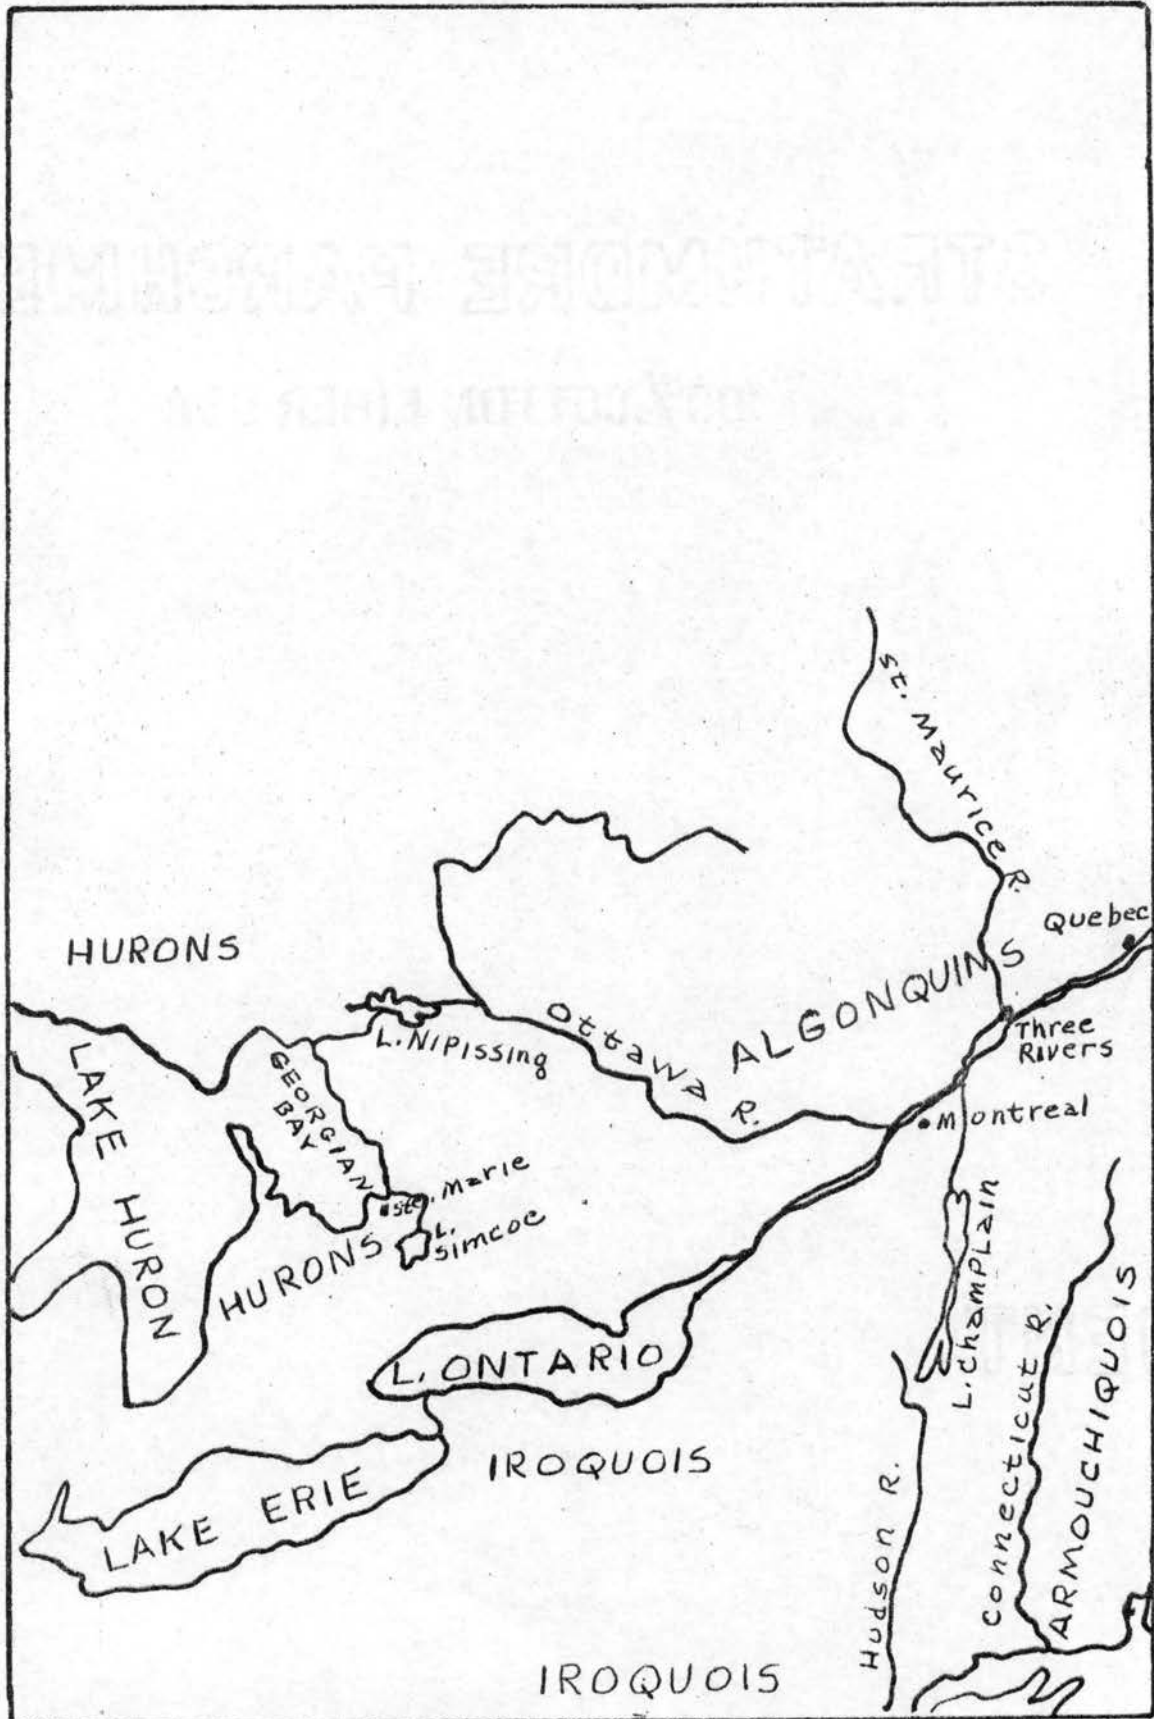 St. Maurice R.
Quebec
HURONS
ALGONQUINS
Ottawa R.
L. Nipissing
Three
Rivers
GEORGIAN
BAY
LAKE HURON
Montreal
Ste. Marie
L.
Simcoe
HURONS
L. Champlain
L. ONTARIO
Connecticut R.
ARMOUCHIQUOIS
IROQUOIS
LAKE ERIE
Hudson R.
IROQUOIS